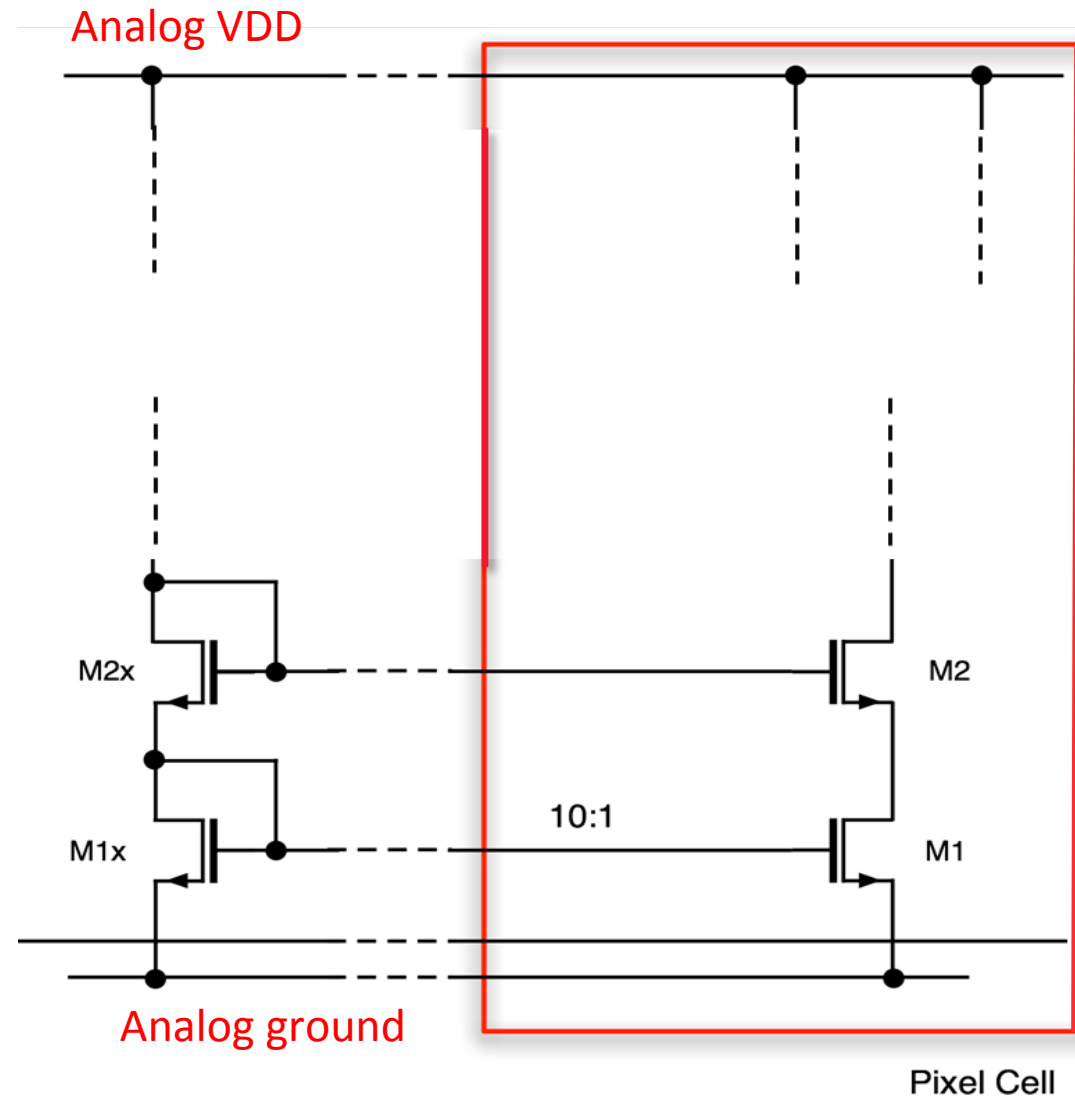 Analog VDD
M2x
M2
10:1
M1x
M1
Analog ground
Pixel Cell